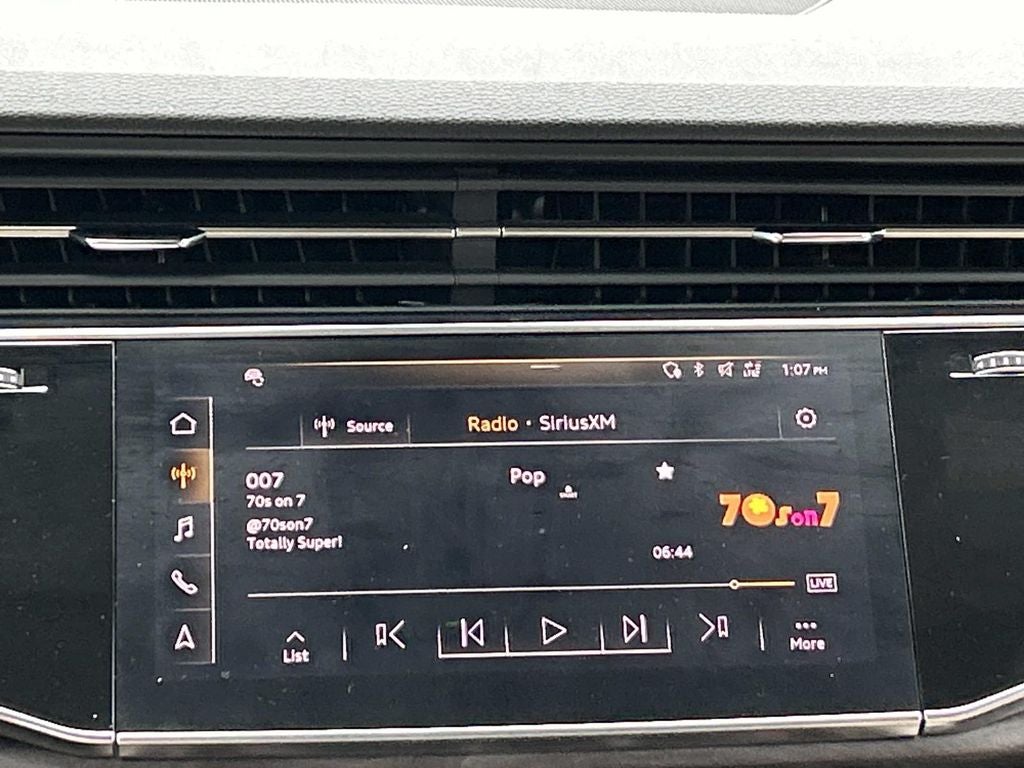 1:07 PM
Source
Radio · SiriusXM
007
Pop
70s on 7
START
70s on 7
@70son7
Totally Super!
06:44
LIVE
List
More